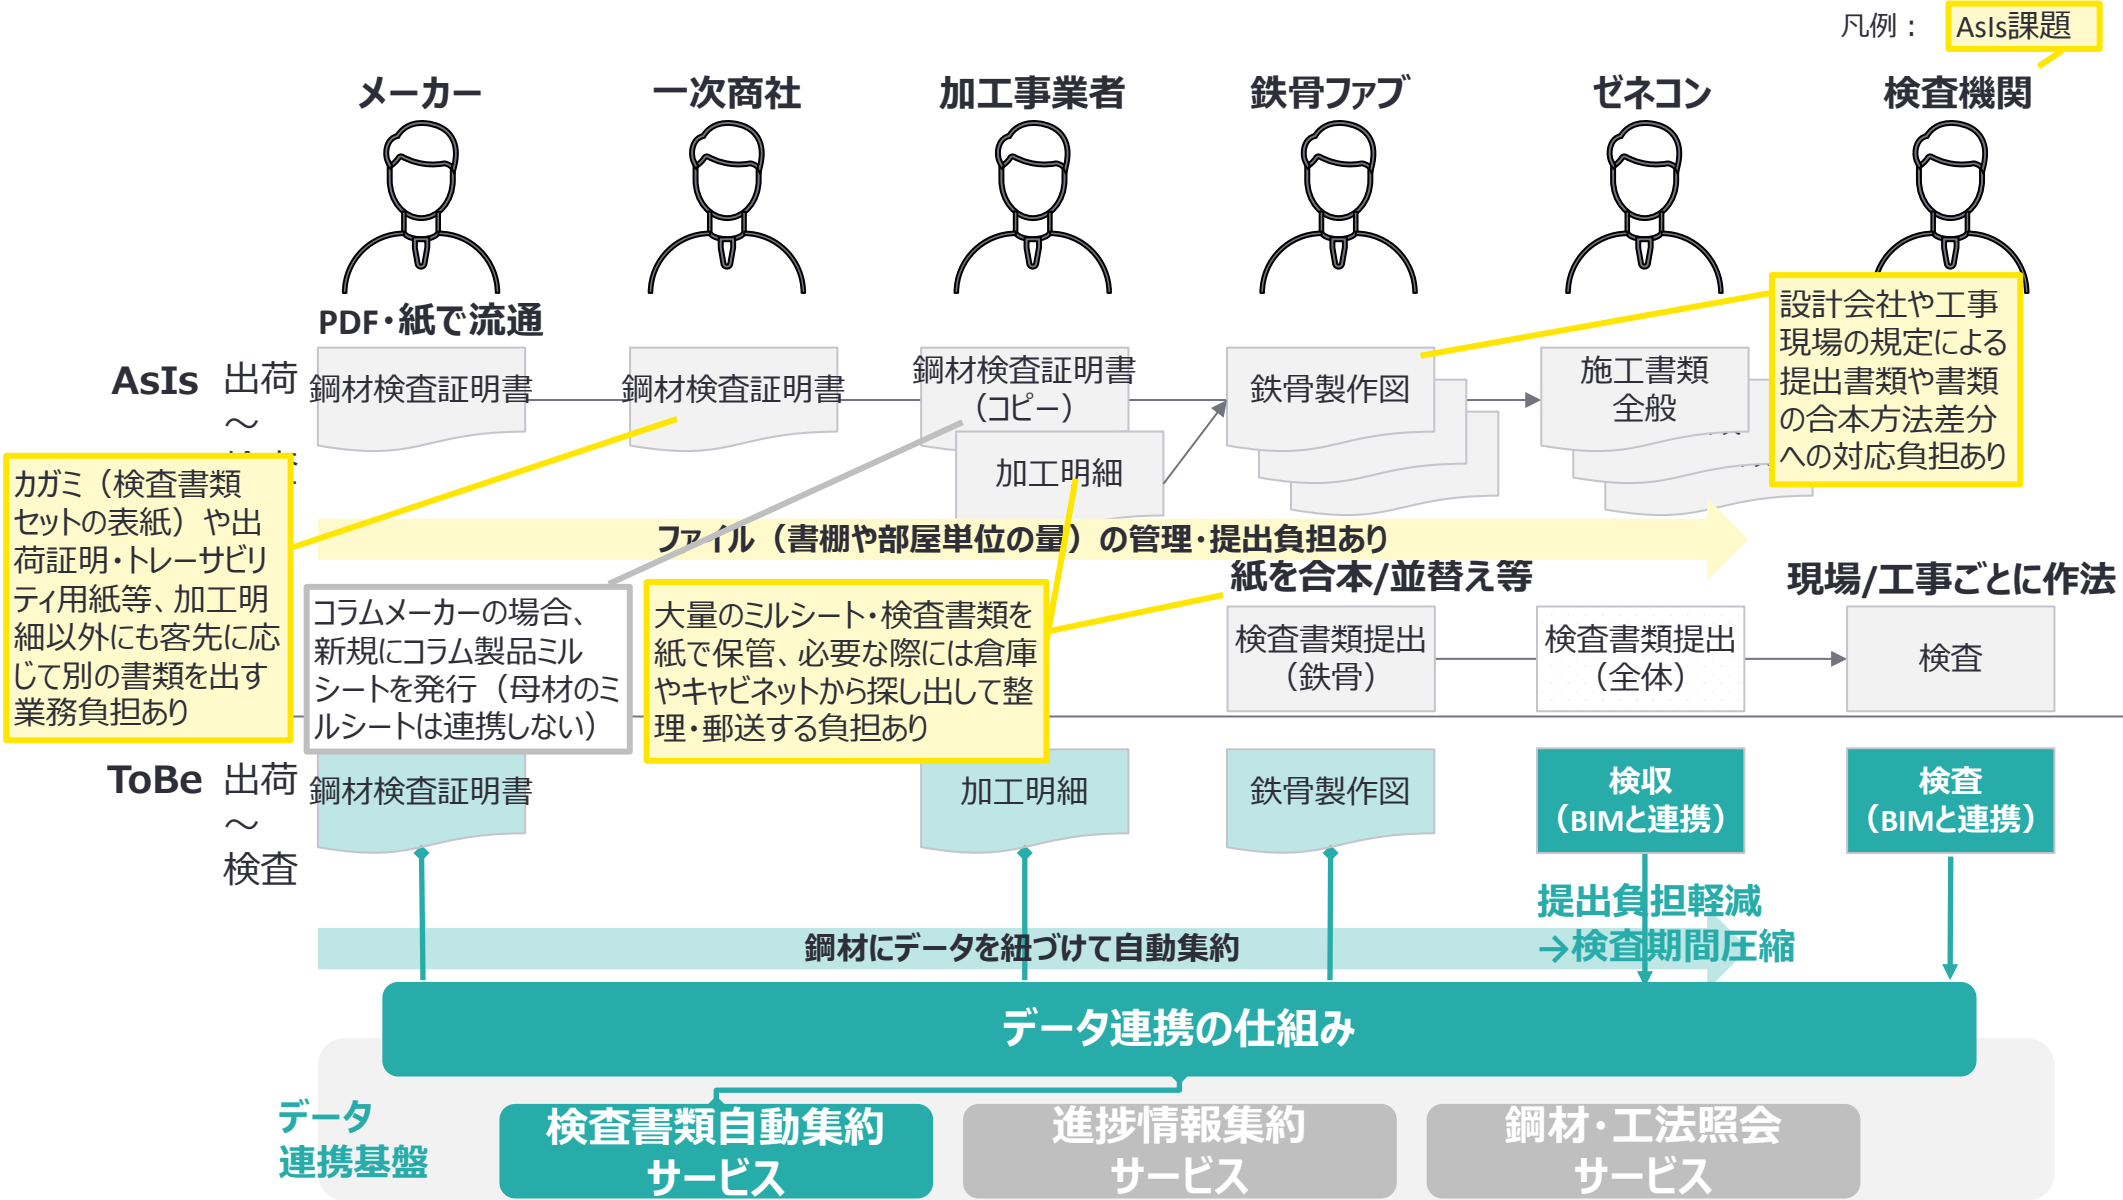 凡例：
AsIs課題
メーカー
一次商社
加工事業者
鉄骨ファブ
ゼネコン
検査機関
PDF・紙で流通
AsIs
出荷
～
鋼材検査証明書
鋼材検査証明書
鋼材検査証明書
（コピー）
加工明細
鉄骨製作図
施工書類
全般
設計会社や工事
現場の規定による
提出書類や書類
の合本方法差分
への対応負担あり
カガミ（検査書類
セットの表紙）や出
荷証明・トレーサビリ
ティ用紙等、加工明
細以外にも客先に応
じて別の書類を出す
業務負担あり
ファイル（書棚や部屋単位の量）の管理・提出負担あり
コラムメーカーの場合、
新規にコラム製品ミル
シートを発行（母材のミ
ルシートは連携しない）
大量のミルシート・検査書類を
紙で保管、必要な際には倉庫
やキャビネットから探し出して整
理・郵送する負担あり
紙を合本/並替え等
現場/工事ごとに作法
検査書類提出
（鉄骨）
検査書類提出
（全体）
検査
ToBe
出荷
～
検査
鋼材検査証明書
加工明細
鉄骨製作図
検収
（BIMと連携）
検査
（BIMと連携）
提出負担軽減
→検査期間圧縮
鋼材にデータを紐づけて自動集約
データ連携の仕組み
データ
連携基盤
検査書類自動集約
サービス
進捗情報集約
サービス
鋼材・工法照会
サービス